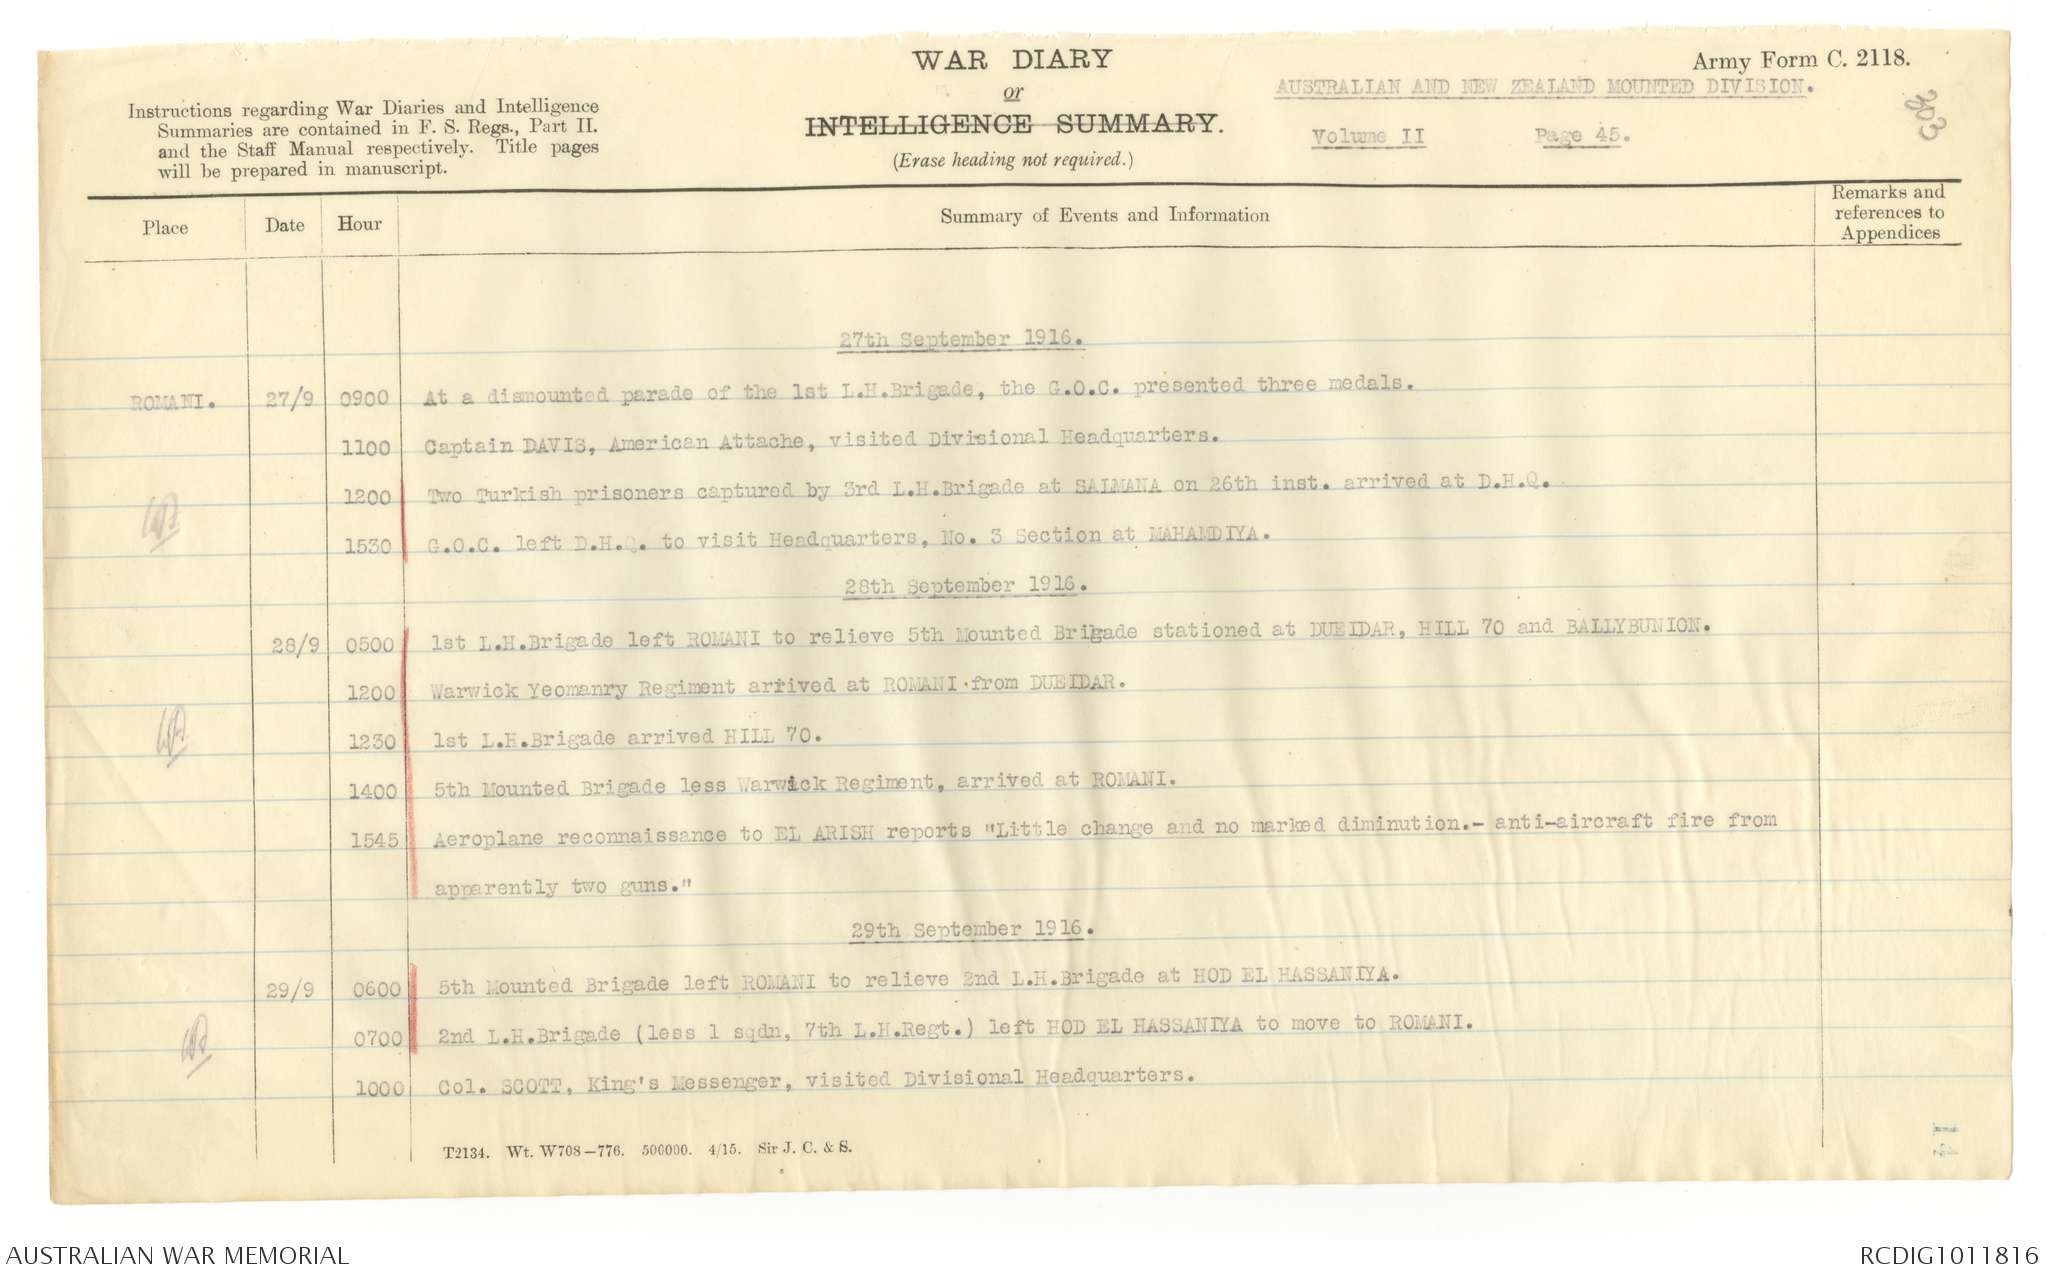 WAR DIARY
or
INTELLIGENCE SUMMARY.
(Erase heading not required.)
Army Form C. 2118.
AUSTRALIAN AND NEW ZEALAND MOUNTED DIVISION.
Volume II Page 45.
Instructions regarding War Diaries and Intelligence
Summaries are contained in F. S. Regs., Part II.
and the Staff Manual respectively. Title pages
will be prepared in manuscript.
Place Date Hour Summary of Events and Information Remarks and
references to
Appendices
27th September 1916.
ROMANI. 27/9 0900 At a dismounted parade of the 1st L.H.Brigade, the G.O.C. presented three medals.
1100 Captain DAVIS, American Attache, visited Divisional Headquarters.
1200 Two Turkish prisoners captured by 3rd L.H.Brigade at SALMANA on 26th inst. arrived at D.H.Q.
1530 G.O.C. left D.H.Q. to visit Headquarters, No. 3 Section at MAHAMDIYA.
28th September 1916.
28/9 0500 1st L.H.Brigade left ROMANI to relieve 5th Mounted Brigade stationed at DUEIDAR, HILL 70 and BALLYBUNION.
1200 Warwick Yeomanry Regiment arrived at ROMANI from DUEIDAR.
1230 1st L.H.Brigade arrived HILL 70.
1400 5th Mounted Brigade less Warwick Regiment, arrived at ROMANI.
1545 Aeroplane reconnaissance to EL ARISH reports "Little change and no marked diminution.- anti-aircraft fire from
apparently two guns."
29th September 1916.
29/9 0600 5th Mounted Brigade left ROMANI to relieve 2nd L.H.Brigade at HOD EL HASSANIYA.
0700 2nd L.H.Brigade (less 1 sqdn, 7th L.H.Regt.) left HOD EL HASSANIYA to move to ROMANI.
1000 Col. SCOTT, King's Messenger, visited Divisional Headquarters.
T2134. Wt. W708—776. 500000. 4/15. Sir J. C. & S.
AUSTRALIAN WAR MEMORIAL
RCDIG1011816